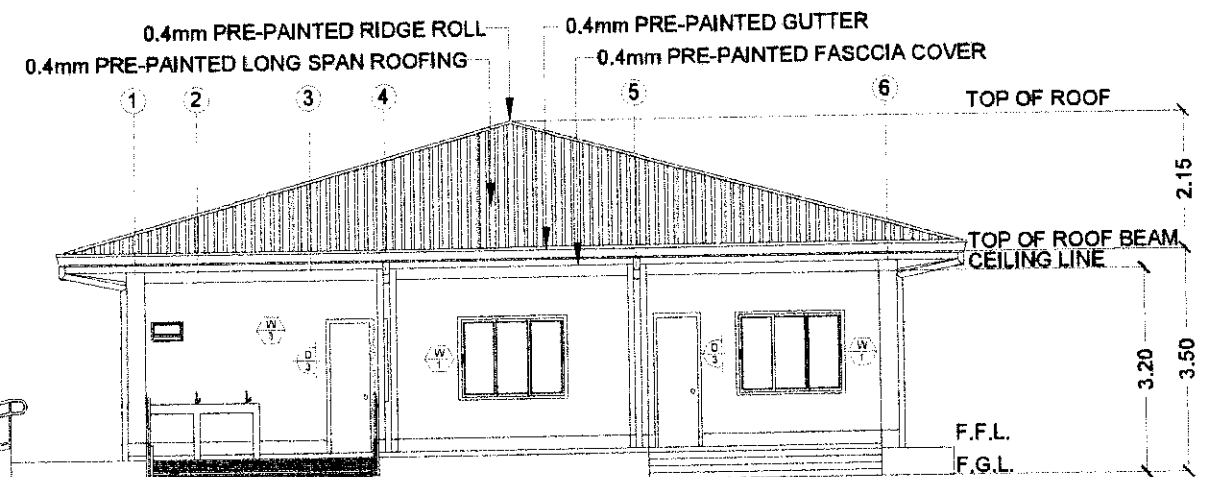 0.4mm PRE-PAINTED RIDGE ROLL
0.4mm PRE-PAINTED GUTTER
0.4mm PRE-PAINTED LONG SPAN ROOFING
0.4mm PRE-PAINTED FASCCIA COVER
1 2 3 4 5 6
TOP OF ROOF
2.15
TOP OF ROOF BEAM
CEILING LINE
W
D
3
W
1
D
3
W
1
3.20
3.50
F.F.L.
F.G.L.